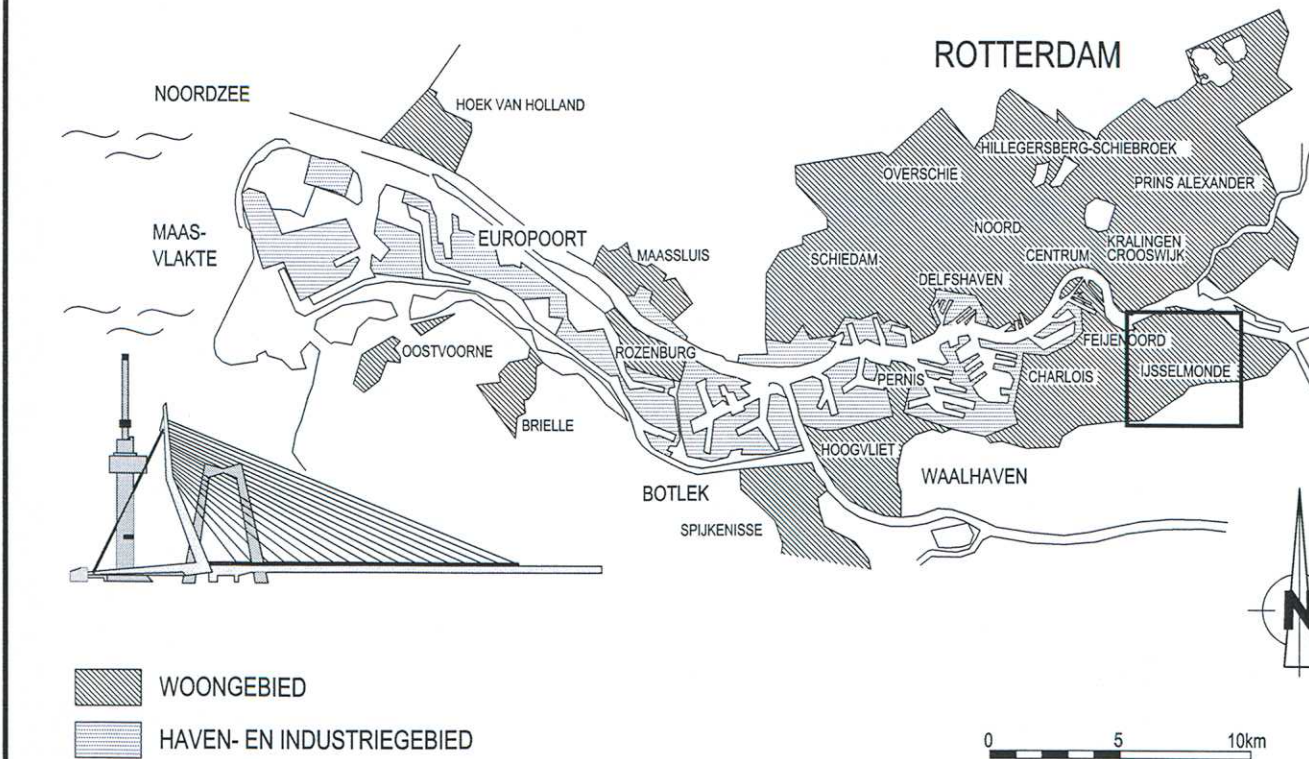 ROTTERDAM
NOORDZEE
HOEK VAN HOLLAND
HILLEGERSBERG-SCHIEBROEK
OVERSCHIE
PRINS ALEXANDER
MAAS-
VLAKTE
EUROPOORT
NOORD
MAASSLUIS
SCHIEDAM
CENTRUM
KRALINGEN
CROOSWIJK
DELFSHAVEN
OOSTVOORNE
ROZENBURG
FEIJENOORD
PERNIS
CHARLOIS
IJSSELMONDE
BRIELLE
HOOGVLIET
WAALHAVEN
BOTLEK
SPIJKENISSE
N
WOONGEBIED
HAVEN- EN INDUSTRIEGEBIED
0 5 10km